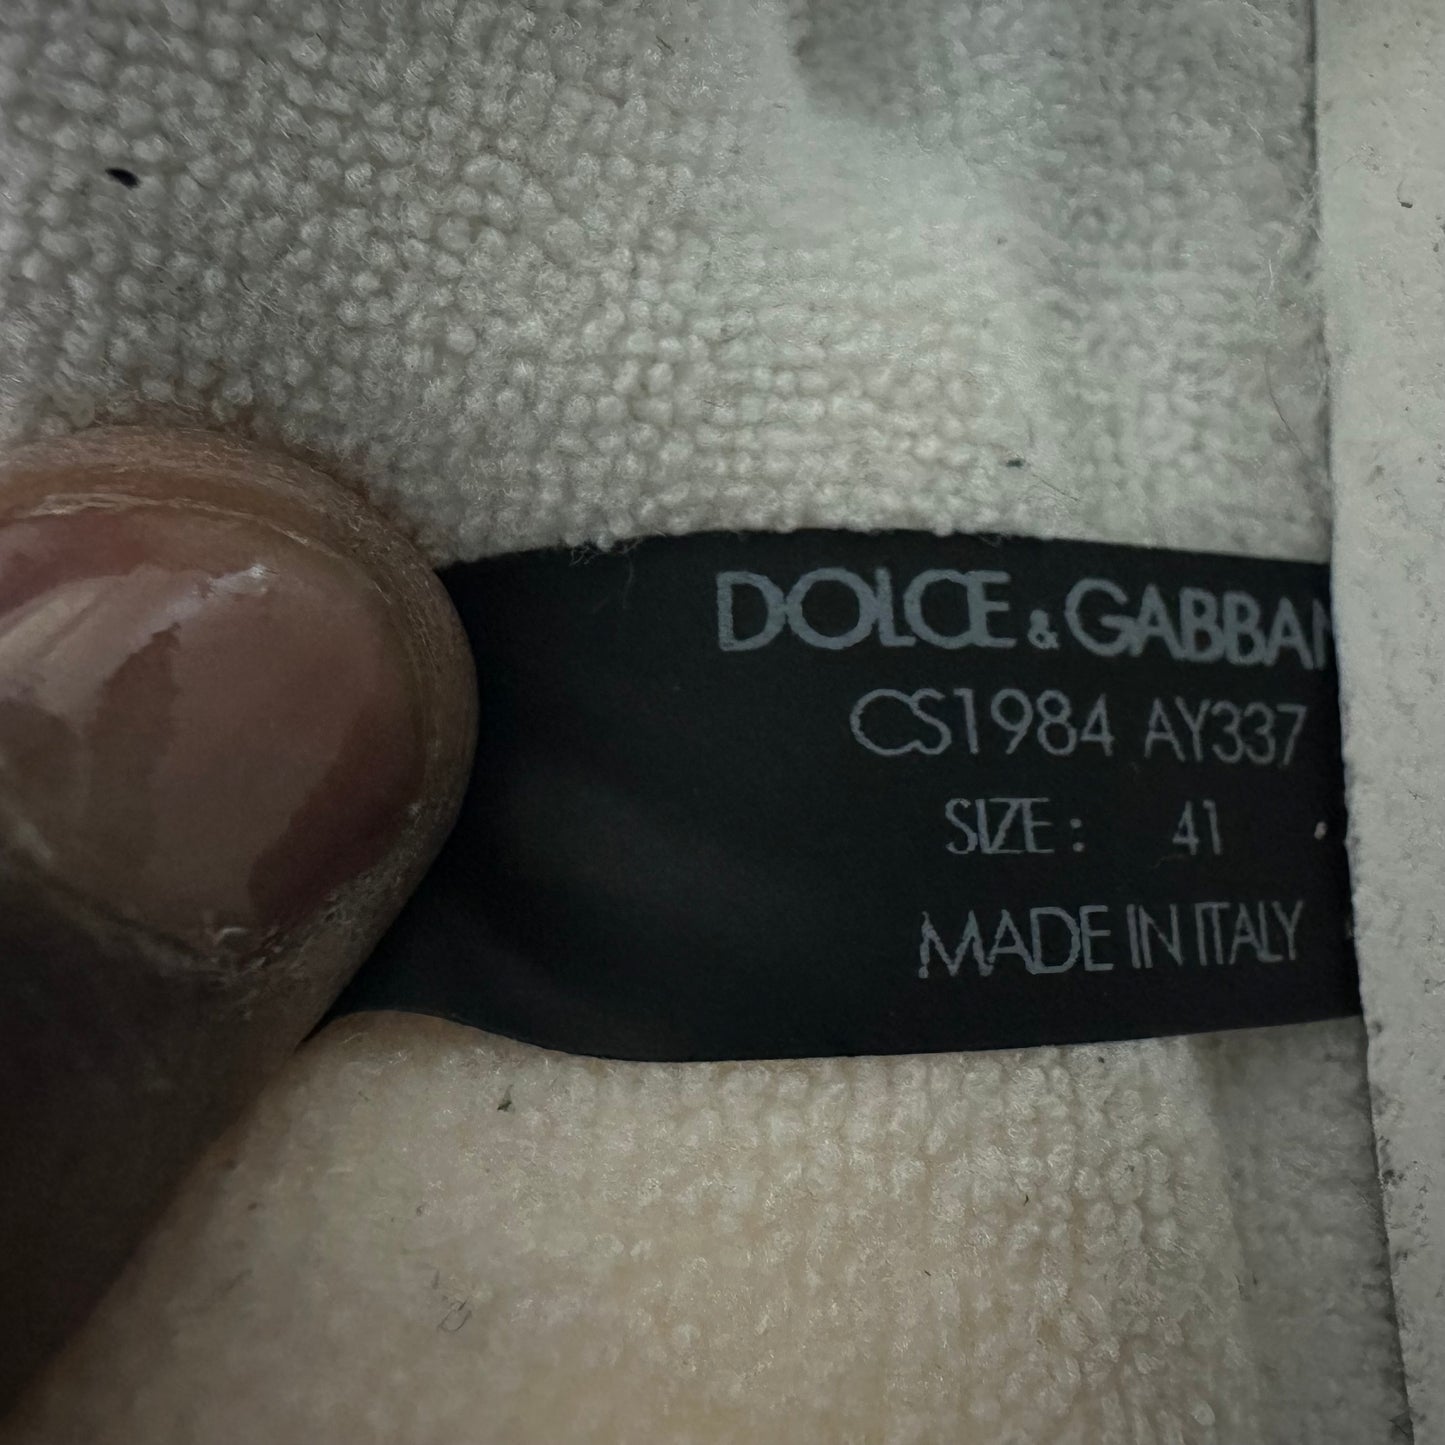 DOLCE & GABBAN
CS1984 AY337
SIZE: 41
MADE IN ITALY